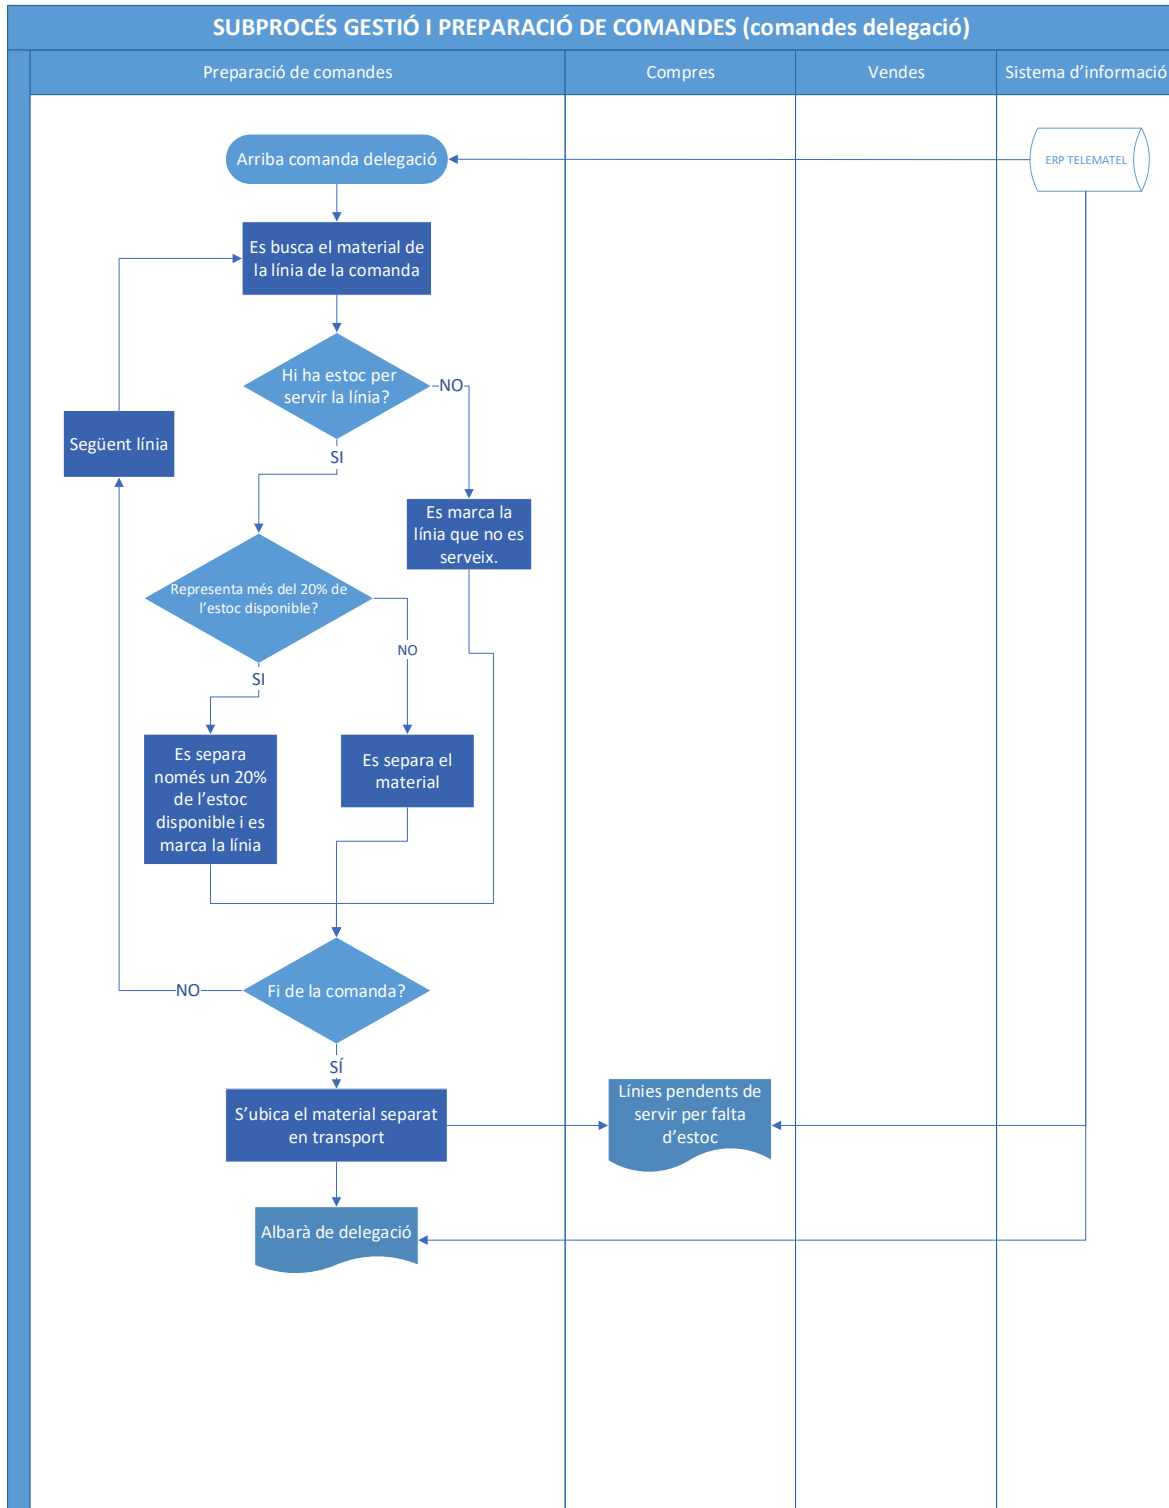 SUBPROCÉS GESTIÓ I PREPARACIÓ DE COMANDES (comandes delegació)
Preparació de comandes
Compres
Vendes
Sistema d’informació
Arriba comanda delegació
ERP TELEMATEL
Es busca el material de
la línia de la comanda
Hi ha estoc per
servir la línia?
NO
Següent línia
SI
Es marca la
línia que no es
serveix.
Representa més del 20% de
l’estoc disponible?
NO
SI
Es separa
només un 20%
de l’estoc
disponible i es
marca la línia
Es separa el
material
Fi de la comanda?
NO
SÍ
S’ubica el material separat
en transport
Línies pendents de
servir per falta
d’estoc
Albarà de delegació